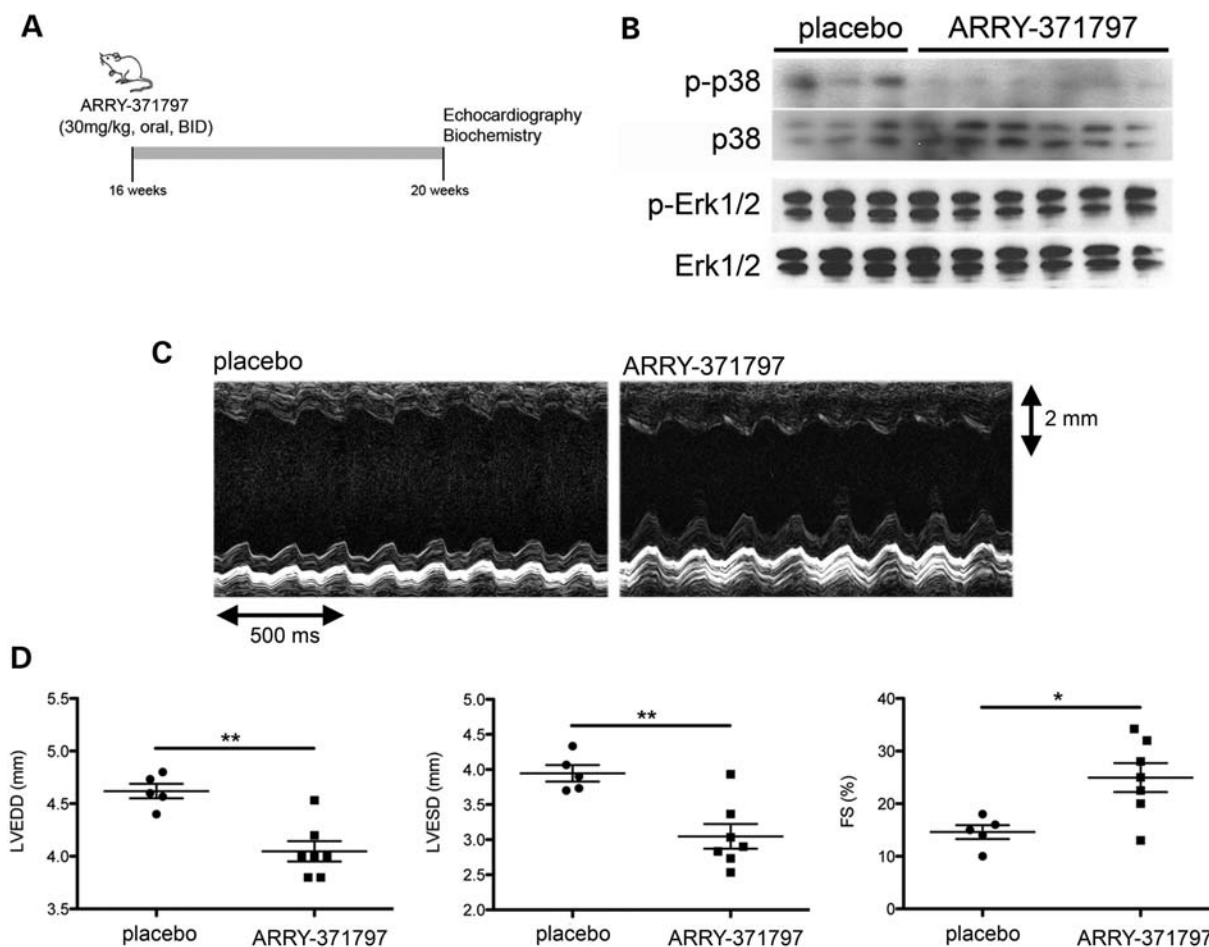 A
ARRY-371797
(30mg/kg, oral, BID)
Echocardiography
Biochemistry
16 weeks
20 weeks
B
placebo
ARRY-371797
p-p38
p38
p-Erk1/2
Erk1/2
C
placebo
ARRY-371797
2 mm
500 ms
D
LVEDD (mm)
5.5
5.0
4.5
4.0
3.5
**
placebo
ARRY-371797
LVESD (mm)
5.0
4.5
4.0
3.5
3.0
2.5
2.0
**
placebo
ARRY-371797
FS (%)
40
30
20
10
0
*
placebo
ARRY-371797